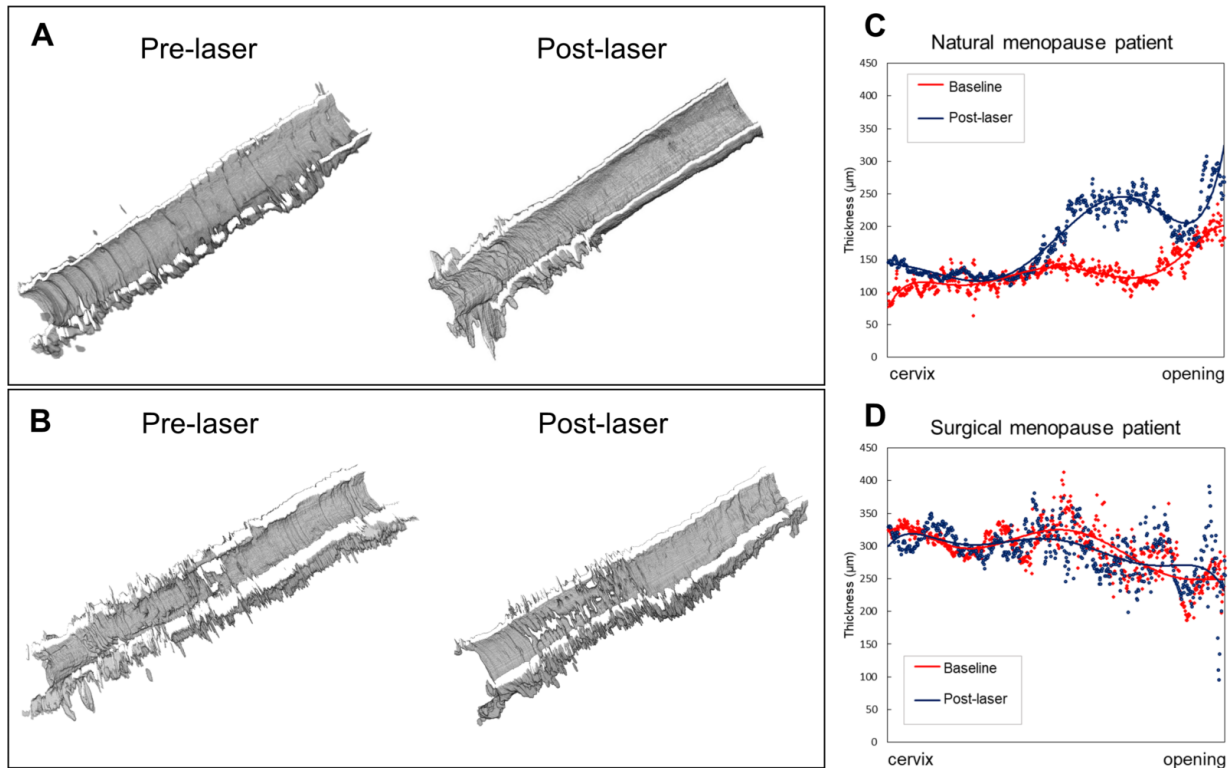 A
Pre-laser
Post-laser
B
Pre-laser
Post-laser
C
Natural menopause patient
450
400
350
300
250
200
150
100
50
0
Thickness (µm)
Baseline
Post-laser
cervix
opening
D
Surgical menopause patient
450
400
350
300
250
200
150
100
50
0
Thickness (µm)
Baseline
Post-laser
cervix
opening